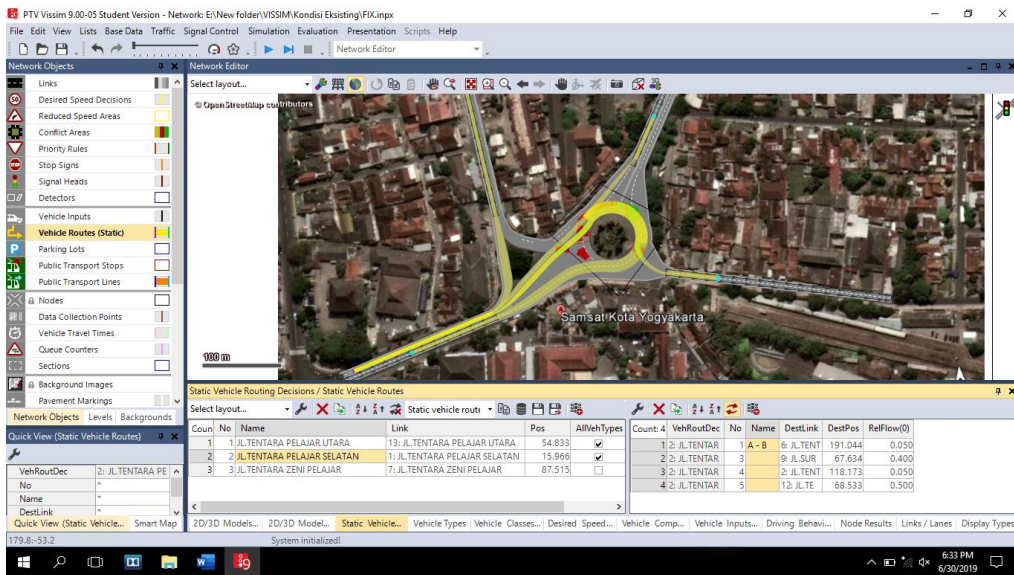 PTV Vissim 9.00-05 Student Version - Network: E:\New folder\VISSIM\Kondisi Eksisting\FIX.inpx
File Edit View Lists Base Data Traffic Signal Control Simulation Evaluation Presentation Scripts Help
Network Editor
Network Objects
Network Editor
Select layout...
© OpenStreetMap contributors
Links
50
Desired Speed Decisions
Reduced Speed Areas
Conflict Areas
Priority Rules
STOP
Stop Signs
Signal Heads
Detectors
Vehicle Inputs
Vehicle Routes (Static)
P
Parking Lots
Public Transport Stops
Public Transport Lines
Nodes
Data Collection Points
Vehicle Travel Times
Queue Counters
Sections
Background Images
Pavement Markings
Samsat Kota Yogyakarta
100 m
Network Objects Levels Backgrounds
Quick View (Static Vehicle Routes)
VehRoutDec 2: JL.TENTARA PE
No *
Name *
DestLink *
Quick View (Static Vehicle... Smart Map
Static Vehicle Routing Decisions / Static Vehicle Routes
Select layout... Static vehicle route
Coun No Name Link Pos AllVehTypes
1 1 JL.TENTARA PELAJAR UTARA 13: JL.TENTARA PELAJAR UTARA 54.833
2 2 JL.TENTARA PELAJAR SELATAN 1: JL.TENTARA PELAJAR SELATAN 15.966
3 3 JL.TENTARA ZENI PELAJAR 7: JL.TENTARA ZENI PELAJAR 87.515
Count: 4 VehRoutDec No Name DestLink DestPos RelFlow(0)
1 2: JL.TENTAR 1 A - B 6: JL.TENT 191.044 0.050
2 2: JL.TENTAR 3 9: JL.SUR 67.634 0.400
3 2: JL.TENTAR 4 2: JL.TENT 118.173 0.050
4 2: JL.TENTAR 5 12: JL.TE 68.533 0.500
2D/3D Models... 2D/3D Model... Static Vehicle... Vehicle Types Vehicle Classes... Desired Speed... Vehicle Comp... Vehicle Inputs... Driving Behavi... Node Results Links / Lanes Display Types
179.8:-53.2 System initialized!
6:33 PM
6/30/2019